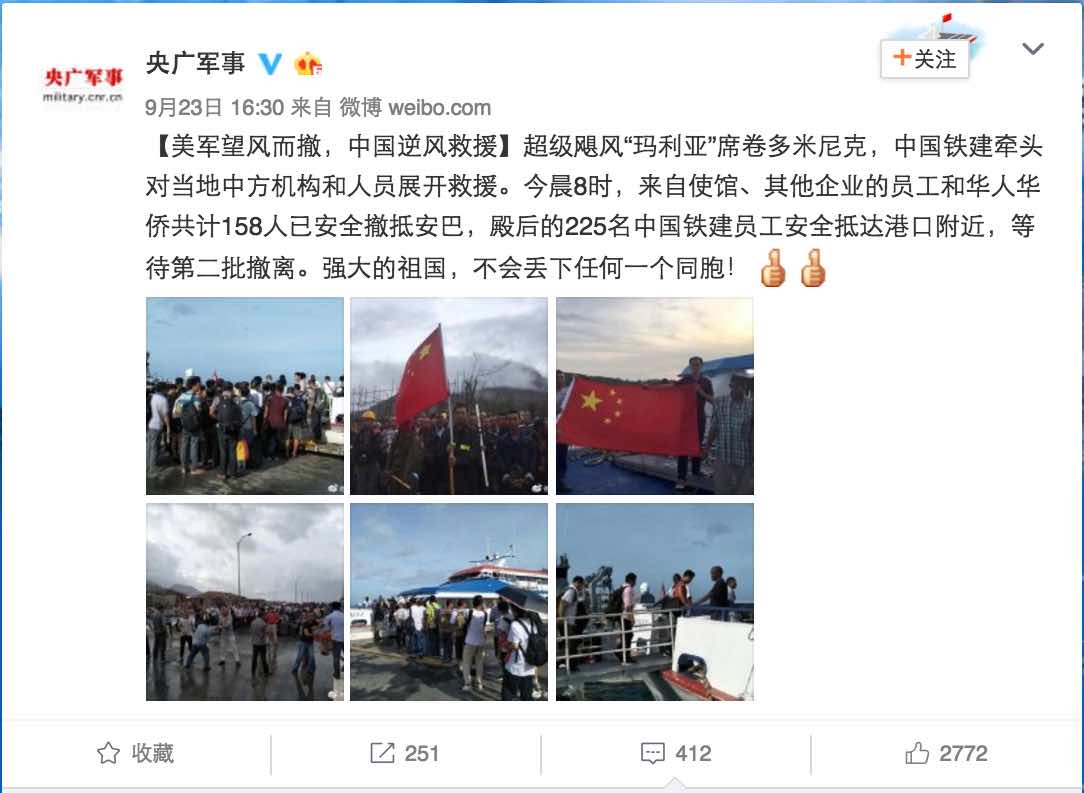 央广军事
military.cnr.cn
央广军事
+关注
9月23日 16:30 来自 微博 weibo.com
【美军望风而撤，中国逆风救援】超级飓风“玛利亚”席卷多米尼克，中国铁建牵头
对当地中方机构和人员展开救援。今晨8时，来自使馆、其他企业的员工和华人华
侨共计158人已安全撤抵安巴，殿后的225名中国铁建员工安全抵达港口附近，等
待第二批撤离。强大的祖国，不会丢下任何一个同胞！
收藏
251
412
2772